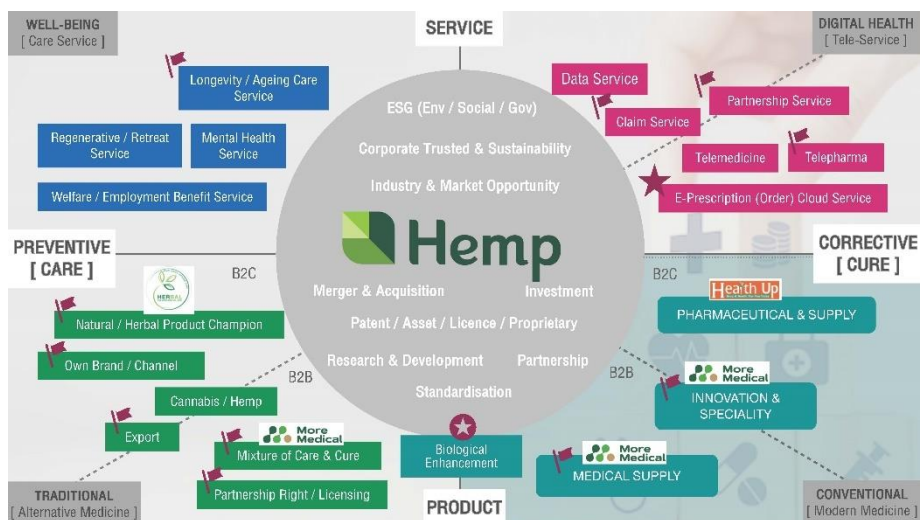 WELL-BEING
[ Care Service ]
SERVICE
DIGITAL HEALTH
[ Tele-Service ]
Longevity / Ageing Care
Service
Regenerative / Retreat
Service
Mental Health
Service
Welfare / Employment Benefit Service
ESG (Env / Social / Gov)
Corporate Trusted & Sustainability
Industry & Market Opportunity
Data Service
Partnership Service
Claim Service
Telemedicine
Telepharma
E-Prescription (Order) Cloud Service
PREVENTIVE
[ CARE ]
Hemp
CORRECTIVE
[ CURE ]
B2C
B2C
HERBAL
Natural / Herbal Product Champion
Own Brand / Channel
B2B
Cannabis / Hemp
Export
More
Medical
Mixture of Care & Cure
Partnership Right / Licensing
Merger & Acquisition
Investment
Patent / Asset / Licence / Proprietary
Research & Development
Partnership
Standardisation
Biological
Enhancement
Health Up
PHARMACEUTICAL & SUPPLY
B2B
More
Medical
INNOVATION &
SPECIALITY
More
Medical
MEDICAL SUPPLY
TRADITIONAL
[ Alternative Medicine ]
PRODUCT
CONVENTIONAL
[ Modern Medicine ]